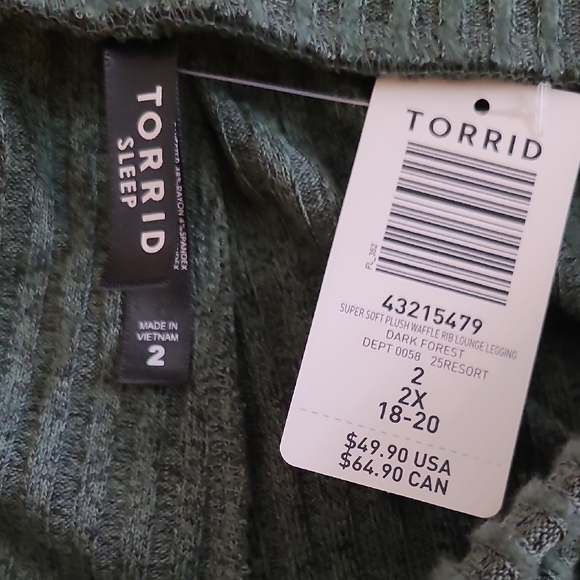 TORRID
SLEEP
MADE IN
VIETNAM
2
TORRID
PL_352
43215479
SUPER SOFT PLUSH WAFFLE RIB LOUNGE LEGGING
DARK FOREST
DEPT 0058 25RESORT
2
2X
18-20
$49.90 USA
$64.90 CAN